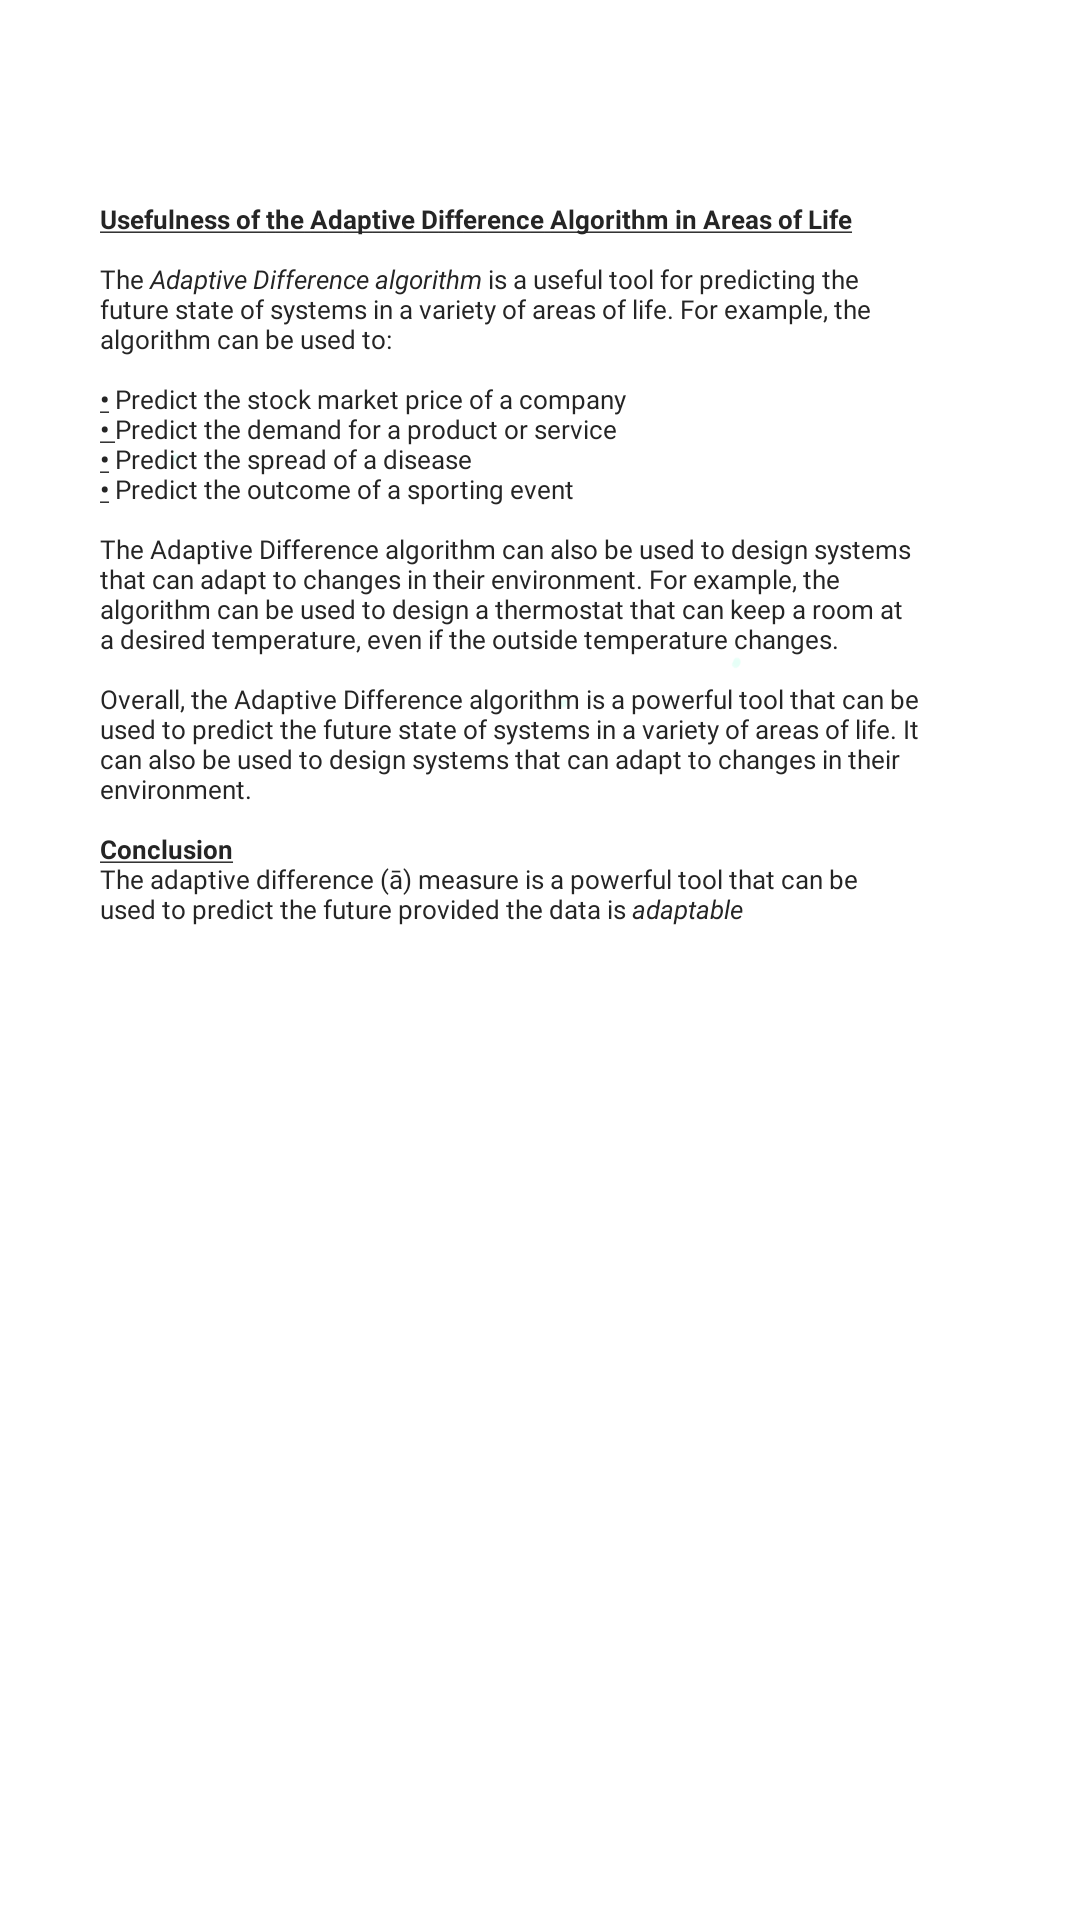 Usefulness of the Adaptive Difference Algorithm in Areas of Life
The Adaptive Difference algorithm is a useful tool for predicting the
future state of systems in a variety of areas of life. For example, the
algorithm can be used to:
• Predict the stock market price of a company
• Predict the demand for a product or service
• Predict the spread of a disease
• Predict the outcome of a sporting event
The Adaptive Difference algorithm can also be used to design systems
that can adapt to changes in their environment. For example, the
algorithm can be used to design a thermostat that can keep a room at
a desired temperature, even if the outside temperature changes.
Overall, the Adaptive Difference algorithm is a powerful tool that can be
used to predict the future state of systems in a variety of areas of life. It
can also be used to design systems that can adapt to changes in their
environment.
Conclusion
The adaptive difference (ā) measure is a powerful tool that can be
used to predict the future provided the data is adaptable